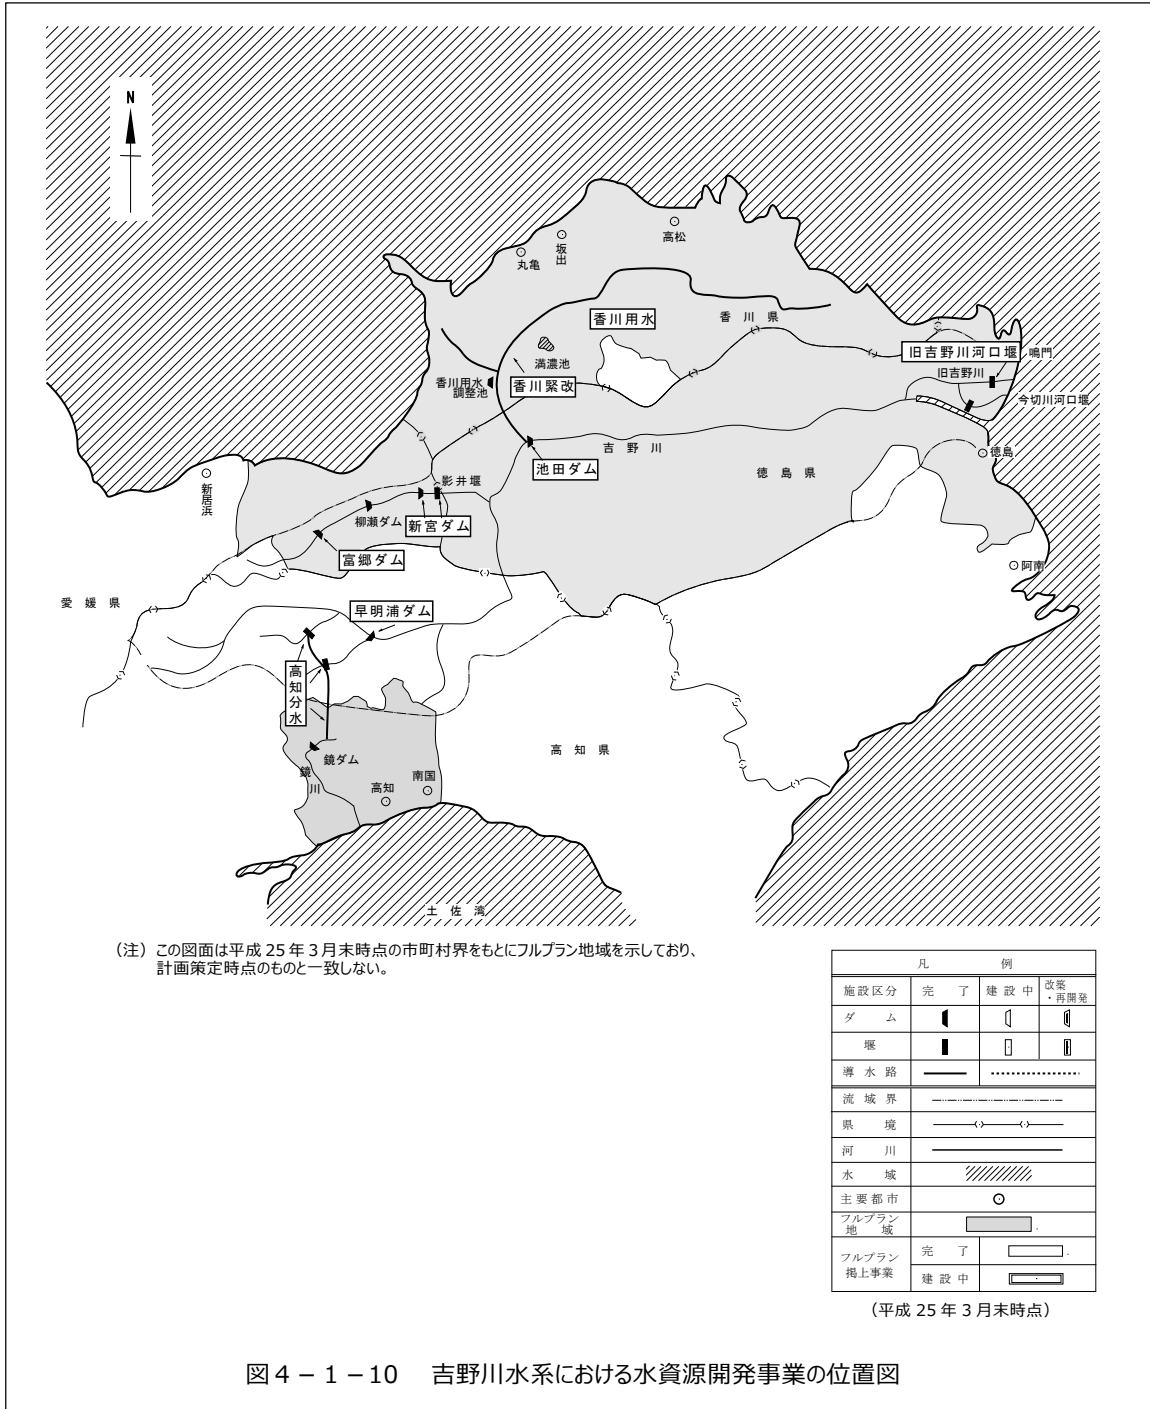 N
高松
坂出
丸亀
香川用水
香川県
旧吉野川河口堰
鳴門
満濃池
旧吉野川
香川用水
調整池
香川緊改
今切川河口堰
吉野川
徳島
池田ダム
徳島県
新居浜
影井堰
柳瀬ダム
新宮ダム
富郷ダム
阿南
愛媛県
早明浦ダム
高知分水
高知県
鏡ダム
鏡川
南国
高知
土佐湾
(注) この図面は平成 25 年 3 月末時点の市町村界をもとにフルプラン地域を示しており、
計画策定時点のものと一致しない。
凡例
施設区分 完了 建設中 改築
・再開発
ダム
堰
導水路
流域界
県境
河川
水域
主要都市
フルプラン
地域
フルプラン
掲上事業
完了
建設中
(平成 25 年 3 月末時点)
図4-1-10 吉野川水系における水資源開発事業の位置図